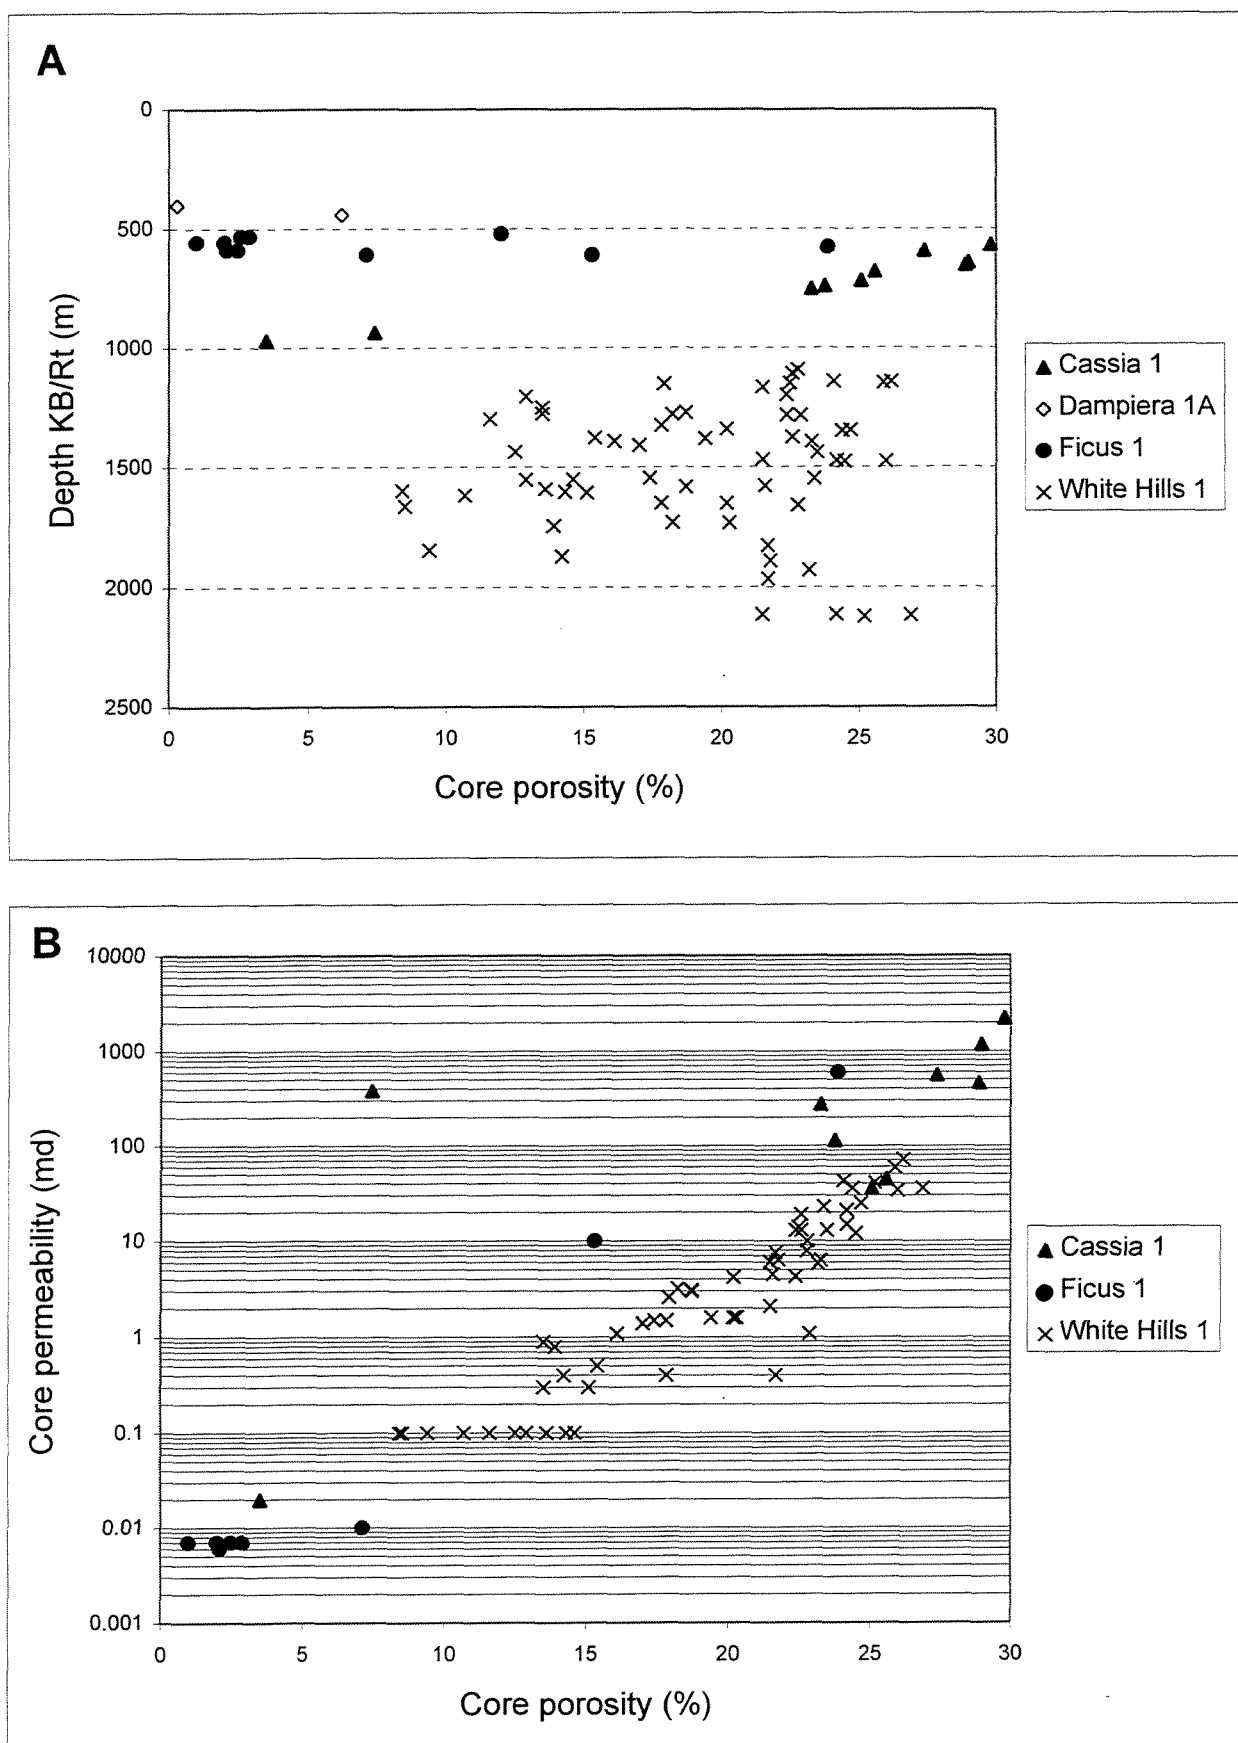 A
0
500
1000
1500
2000
2500
Depth KB/Rt (m)
0 5 10 15 20 25 30
Core porosity (%)
Cassia 1
Dampiera 1A
Ficus 1
White Hills 1
B
10000
1000
100
10
1
0.1
0.01
0.001
Core permeability (md)
0 5 10 15 20 25 30
Core porosity (%)
Cassia 1
Ficus 1
White Hills 1